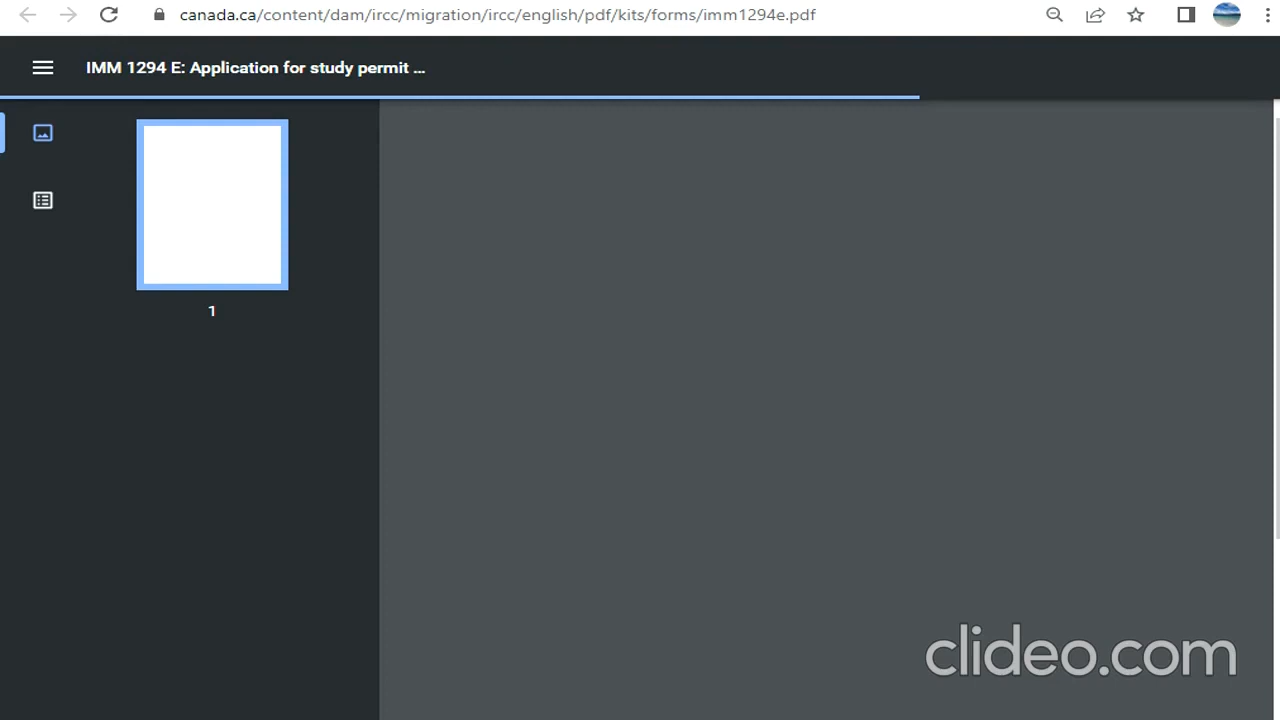 canada.ca/content/dam/ircc/migration/ircc/english/pdf/kits/forms/imm1294e.pdf
IMM 1294 E: Application for study permit ...
1
clideo.com